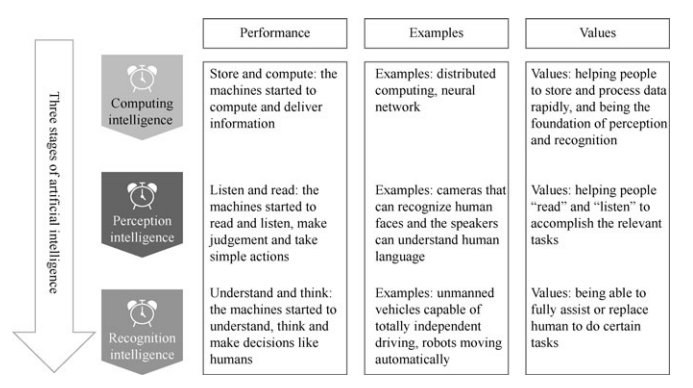 Performance
Examples
Values
Three stages of artificial intelligence
Computing
intelligence
Store and compute: the
machines started to
compute and deliver
information
Examples: distributed
computing, neural
network
Values: helping people
to store and process data
rapidly, and being the
foundation of perception
and recognition
Perception
intelligence
Listen and read: the
machines started to
read and listen, make
judgement and take
simple actions
Examples: cameras that
can recognize human
faces and the speakers
can understand human
language
Values: helping people
“read” and “listen” to
accomplish the relevant
tasks
Recognition
intelligence
Understand and think:
the machines started to
understand, think and
make decisions like
humans
Examples: unmanned
vehicles capable of
totally independent
driving, robots moving
automatically
Values: being able to
fully assist or replace
human to do certain
tasks